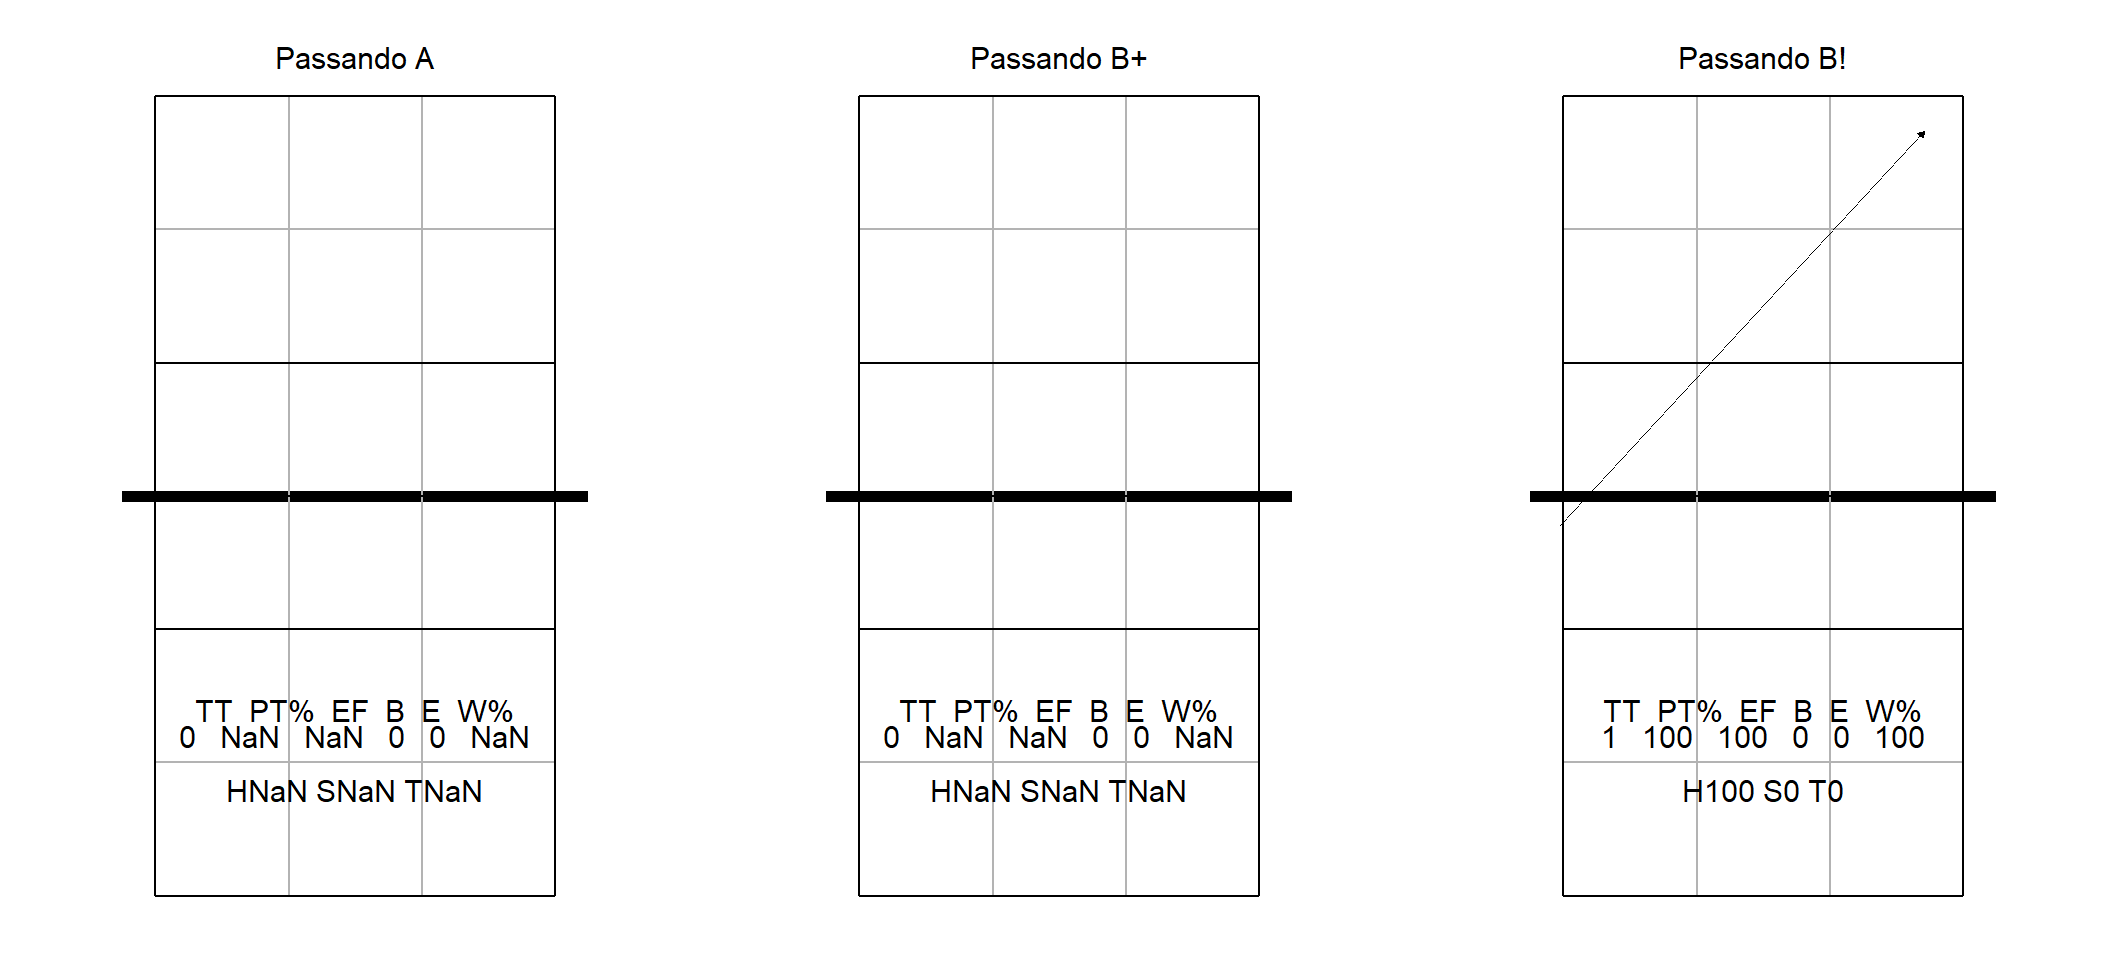 Passando A
TT PT% EF B E W%
0 NaN NaN 0 0 NaN
HNaN SNaN TNaN
Passando B+
TT PT% EF B E W%
0 NaN NaN 0 0 NaN
HNaN SNaN TNaN
Passando B!
TT PT% EF B E W%
1 100 100 0 0 100
H100 S0 T0